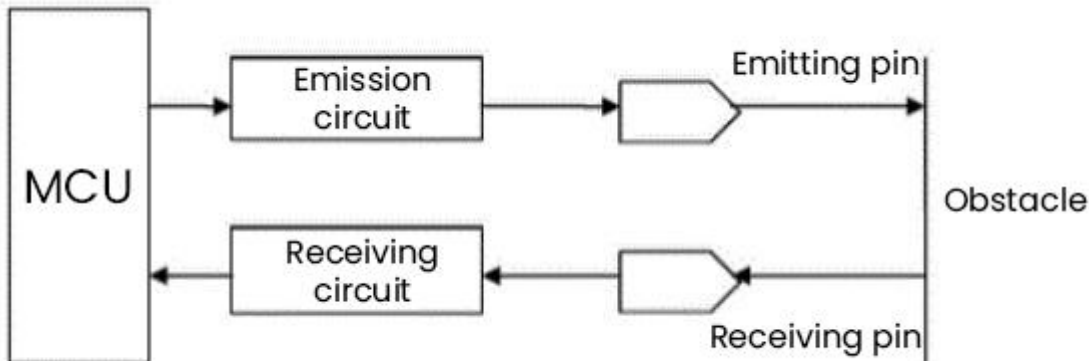 Emitting pin
Emission
circuit
MCU
Obstacle
Receiving
circuit
Receiving pin